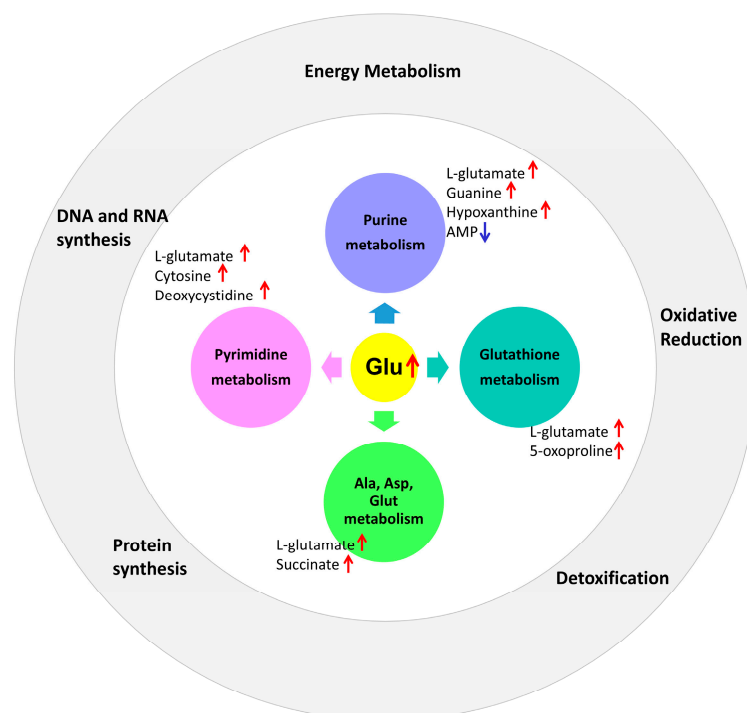 Energy Metabolism
L-glutamate ↑
Guanine ↑
Hypoxanthine ↑
AMP ↓
Purine
metabolism
DNA and RNA
synthesis
L-glutamate ↑
Cytosine ↑
Deoxycystidine ↑
Oxidative
Reduction
Pyrimidine
metabolism
Glu ↑
Glutathione
metabolism
L-glutamate ↑
5-oxoproline ↑
Ala, Asp,
Glut
metabolism
L-glutamate ↑
Succinate ↑
Protein
synthesis
Detoxification